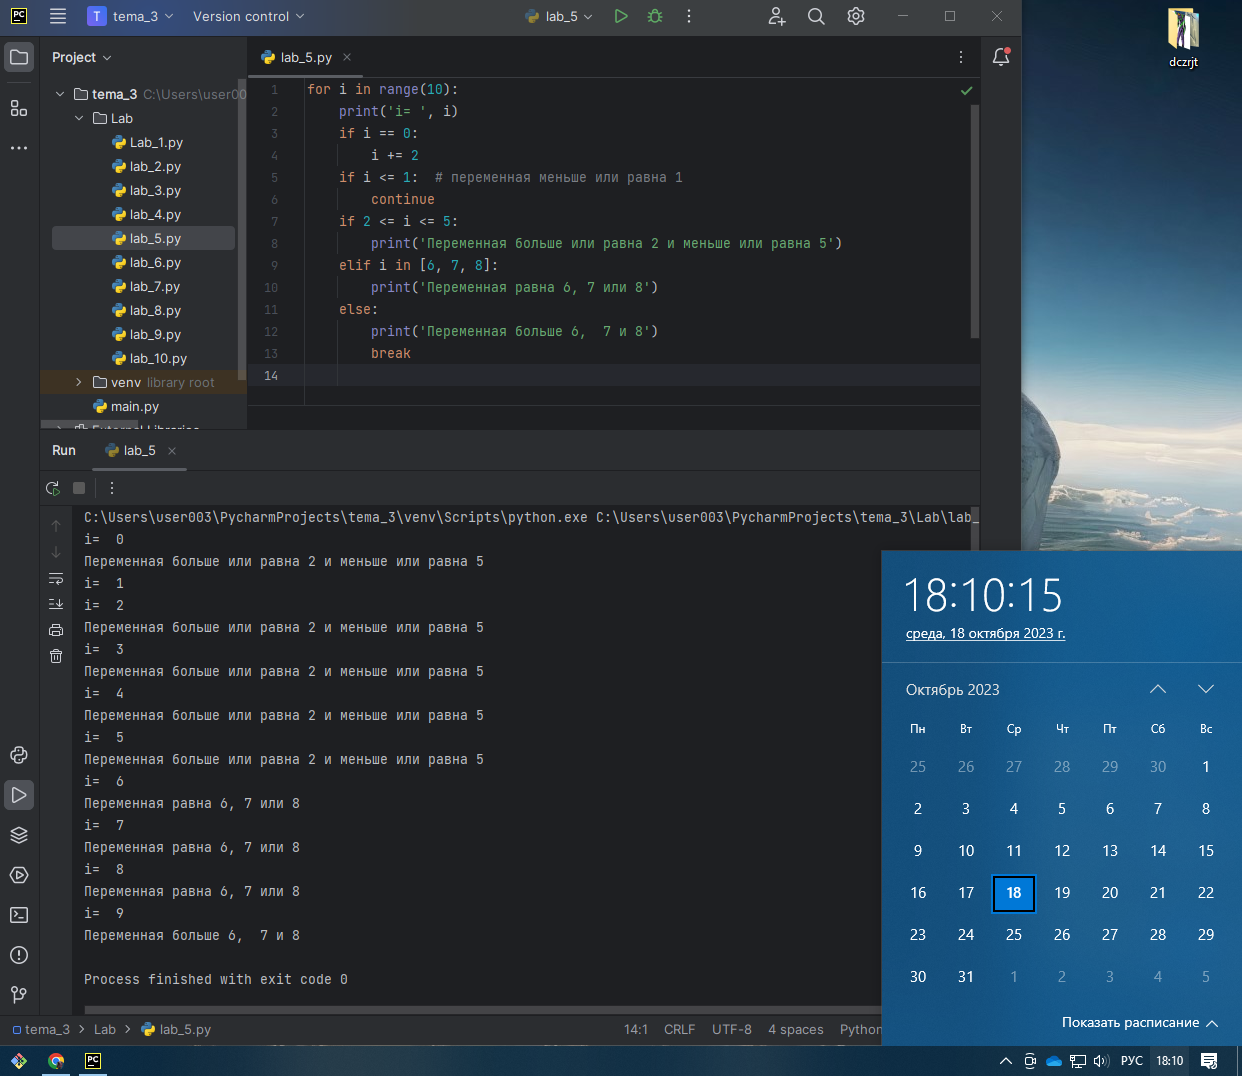 PC
T tema_3
Version control
lab_5
dczrjt
Project
lab_5.py
tema_3 C:\Users\user00
Lab
Lab_1.py
lab_2.py
lab_3.py
lab_4.py
lab_5.py
lab_6.py
lab_7.py
lab_8.py
lab_9.py
lab_10.py
venv library root
main.py
External Libraries
1 for i in range(10):
2 print('i= ', i)
3 if i == 0:
4 i += 2
5 if i <= 1:  # переменная меньше или равна 1
6 continue
7 if 2 <= i <= 5:
8 print('Переменная больше или равна 2 и меньше или равна 5')
9 elif i in [6, 7, 8]:
10 print('Переменная равна 6, 7 или 8')
11 else:
12 print('Переменная больше 6,  7 и 8')
13 break
14
Run
lab_5
C:\Users\user003\PycharmProjects\tema_3\venv\Scripts\python.exe C:\Users\user003\PycharmProjects\tema_3\Lab\lab_
i=  0
Переменная больше или равна 2 и меньше или равна 5
i=  1
i=  2
Переменная больше или равна 2 и меньше или равна 5
i=  3
Переменная больше или равна 2 и меньше или равна 5
i=  4
Переменная больше или равна 2 и меньше или равна 5
i=  5
Переменная больше или равна 2 и меньше или равна 5
i=  6
Переменная равна 6, 7 или 8
i=  7
Переменная равна 6, 7 или 8
i=  8
Переменная равна 6, 7 или 8
i=  9
Переменная больше 6,  7 и 8
Process finished with exit code 0
18:10:15
среда, 18 октября 2023 г.
Октябрь 2023
Пн Вт Ср Чт Пт Сб Вс
25 26 27 28 29 30 1
2 3 4 5 6 7 8
9 10 11 12 13 14 15
16 17 18 19 20 21 22
23 24 25 26 27 28 29
30 31 1 2 3 4 5
Показать расписание
tema_3 > Lab > lab_5.py
14:1 CRLF UTF-8 4 spaces Python
PC
РУС 18:10